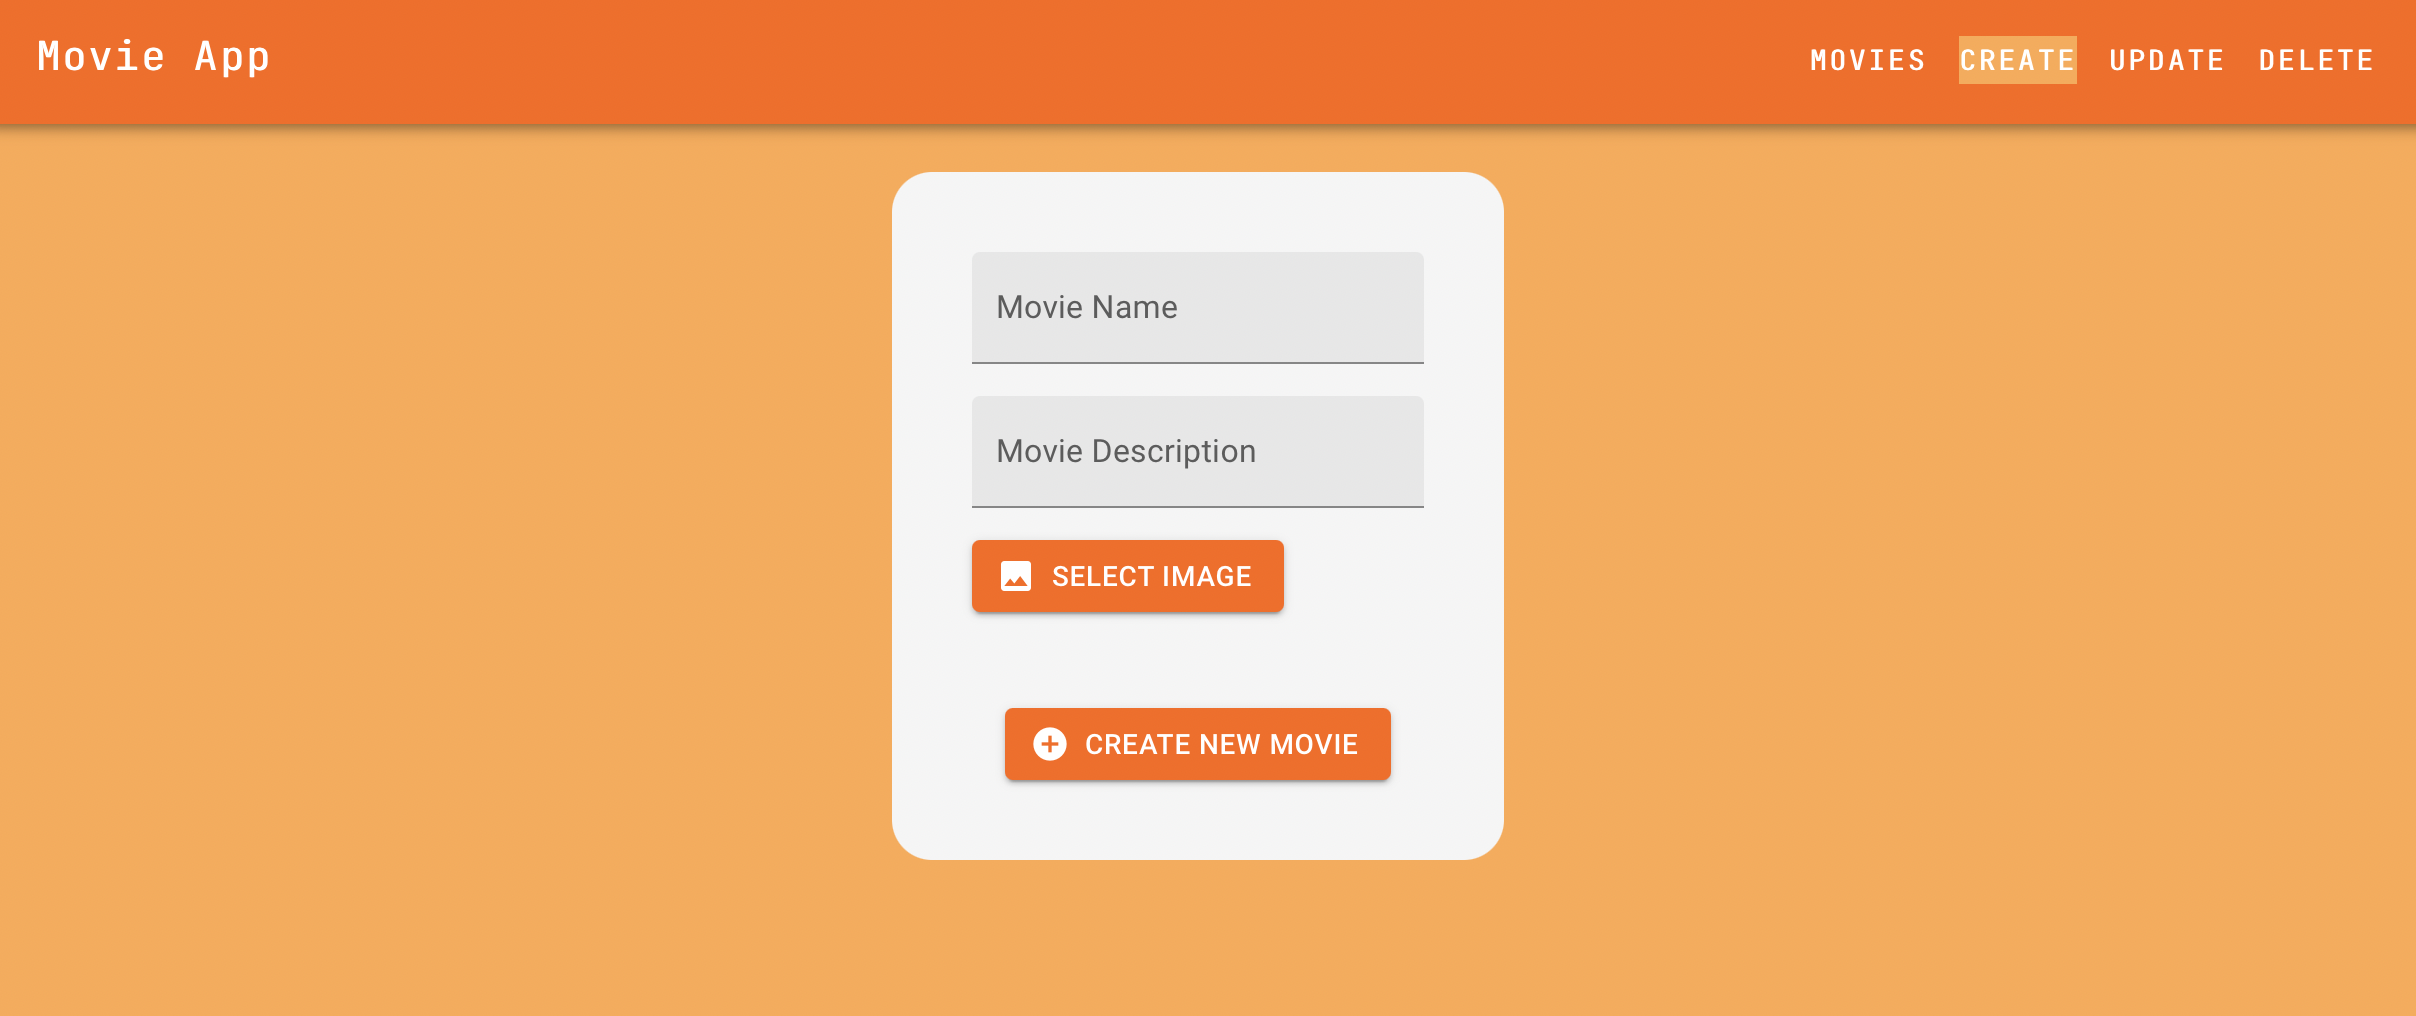 Movie App
MOVIES CREATE UPDATE DELETE
Movie Name
Movie Description
SELECT IMAGE
CREATE NEW MOVIE